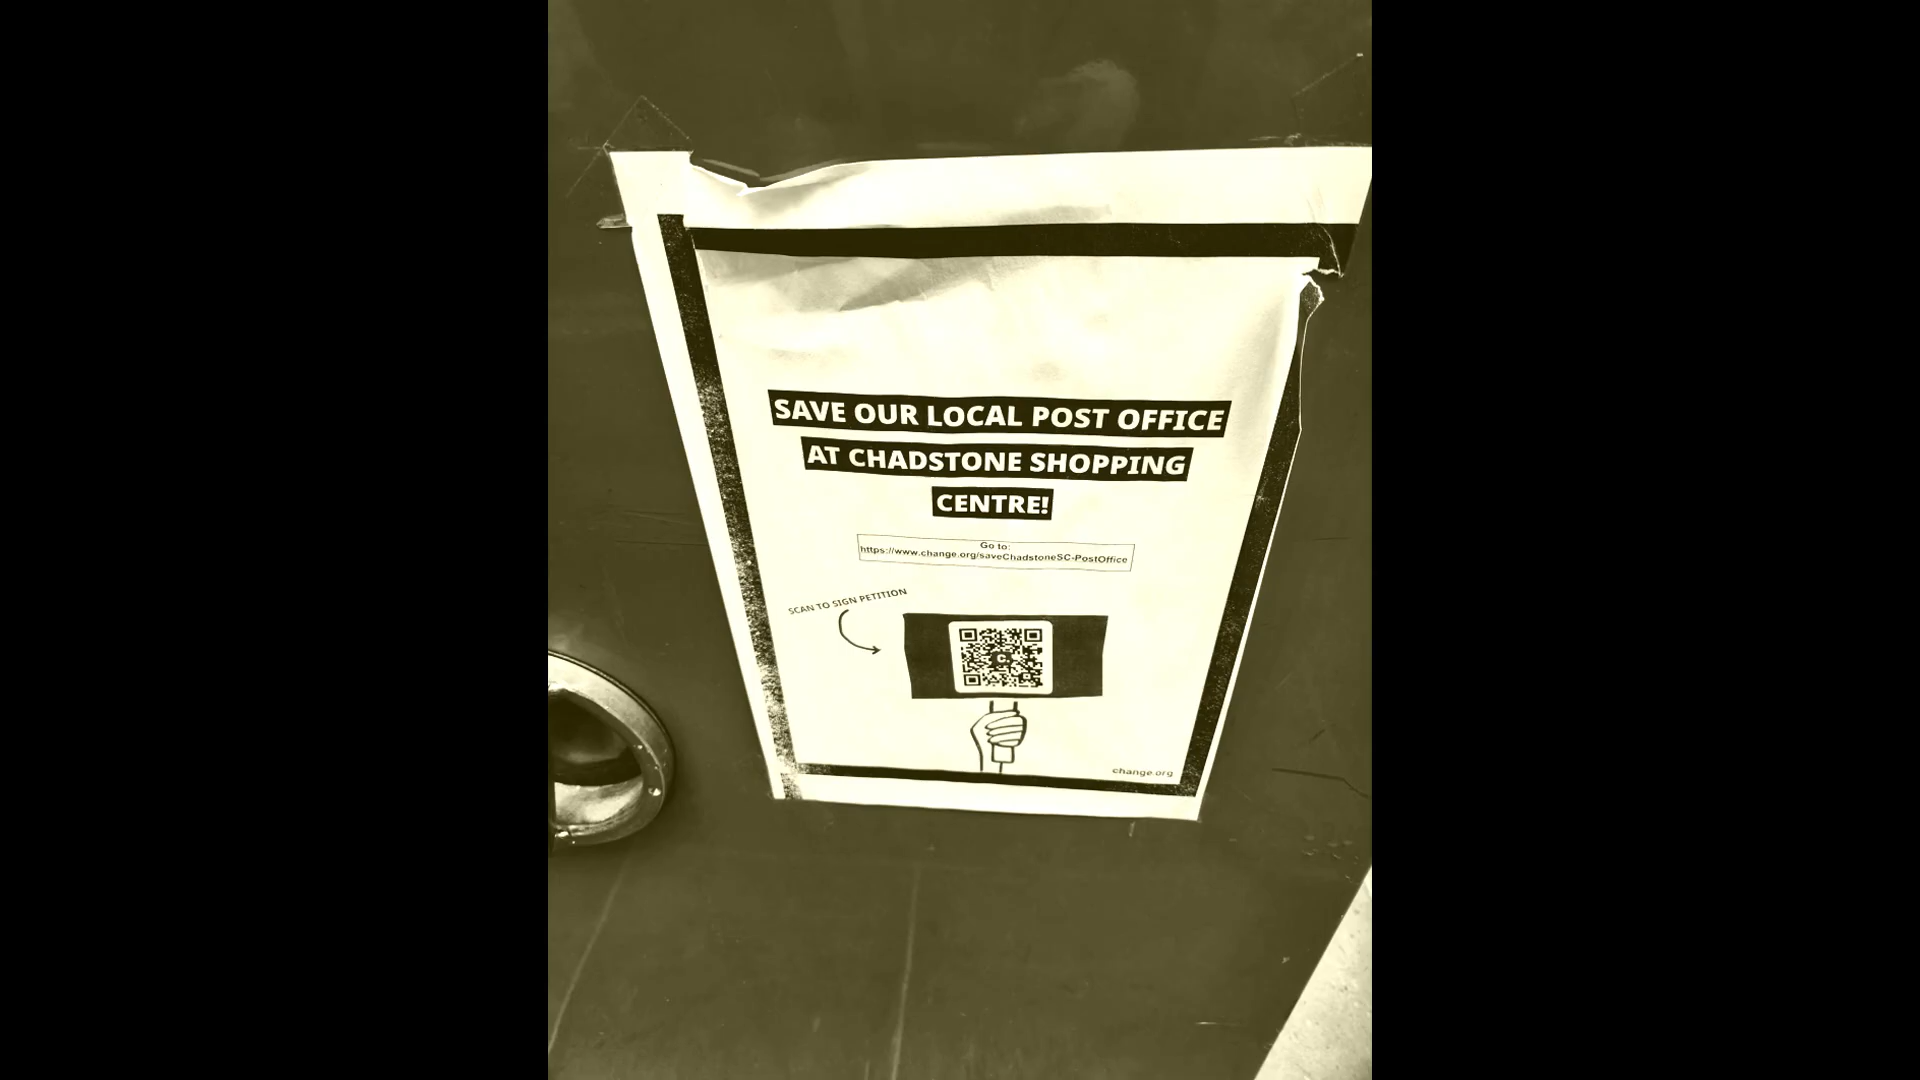 SAVE OUR LOCAL POST OFFICE
AT CHADSTONE SHOPPING
CENTRE!
Go to:
https://www.change.org/saveChadstoneSC-PostOffice
SCAN TO SIGN PETITION
C
change.org